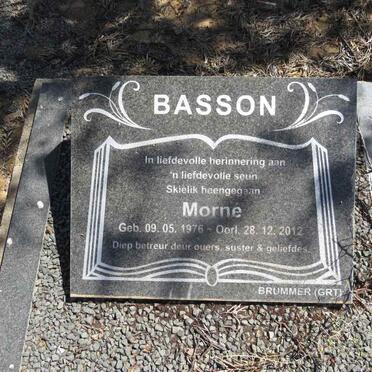 BASSON
In liefdevolle herinnering aan
'n liefdevolle seun
Skielik heengegaan
Morne
Geb. 09. 05. 1976 - Oorl. 28. 12. 2012
Diep betreur deur ouers, suster & geliefdes.
BRUMMER (GRT)